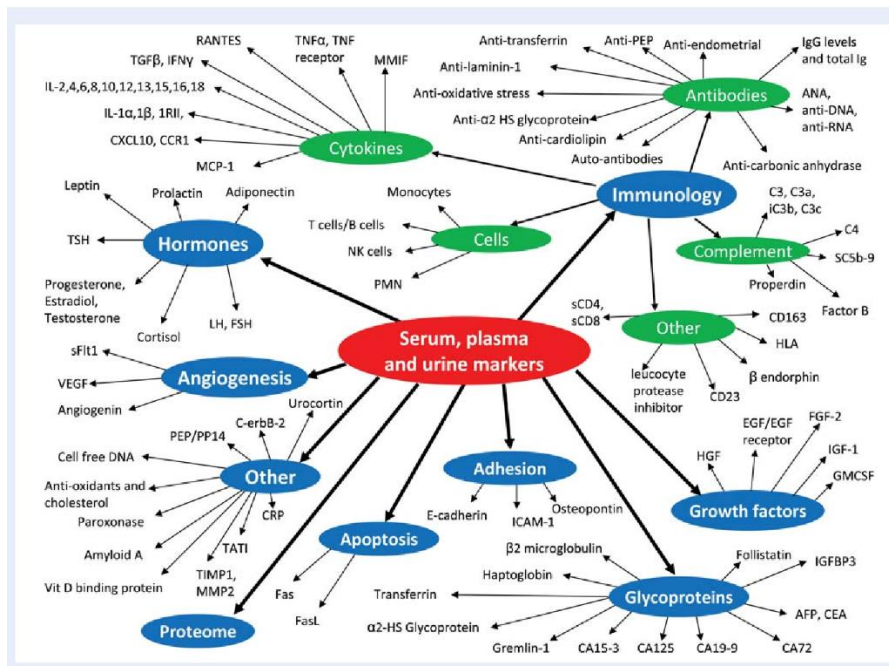 RANTES
TNFα, TNF
receptor
MMIF
TGFβ, IFNγ
IL-2,4,6,8,10,12,13,15,16,18
IL-1α,1β, 1RII,
CXCL10, CCR1
MCP-1
Cytokines
Anti-transferrin
Anti-PEP
Anti-endometrial
IgG levels
and total Ig
Anti-laminin-1
Anti-oxidative stress
Antibodies
ANA,
anti-DNA,
anti-RNA
Anti-α2 HS glycoprotein
Anti-cardiolipin
Auto-antibodies
Anti-carbonic anhydrase
Leptin
Prolactin
Adiponectin
Hormones
TSH
Progesterone,
Estradiol,
Testosterone
Cortisol
LH, FSH
Monocytes
T cells/B cells
NK cells
PMN
Cells
Immunology
C3, C3a,
iC3b, C3c
C4
Complement
SC5b-9
Properdin
Factor B
sCD4,
sCD8
Other
CD163
HLA
β endorphin
CD23
leucocyte
protease
inhibitor
Serum, plasma
and urine markers
sFlt1
VEGF
Angiogenin
Angiogenesis
Urocortin
C-erbB-2
PEP/PP14
Cell free DNA
Other
Anti-oxidants and
cholesterol
Paroxonase
CRP
Amyloid A
TATI
TIMP1,
MMP2
Vit D binding protein
Adhesion
E-cadherin
ICAM-1
Osteopontin
Apoptosis
Fas
FasL
Proteome
FGF-2
EGF/EGF
receptor
HGF
IGF-1
GMCSF
Growth factors
β2 microglobulin
Follistatin
IGFBP3
Haptoglobin
Transferrin
Glycoproteins
α2-HS Glycoprotein
AFP, CEA
Gremlin-1
CA15-3
CA125
CA19-9
CA72